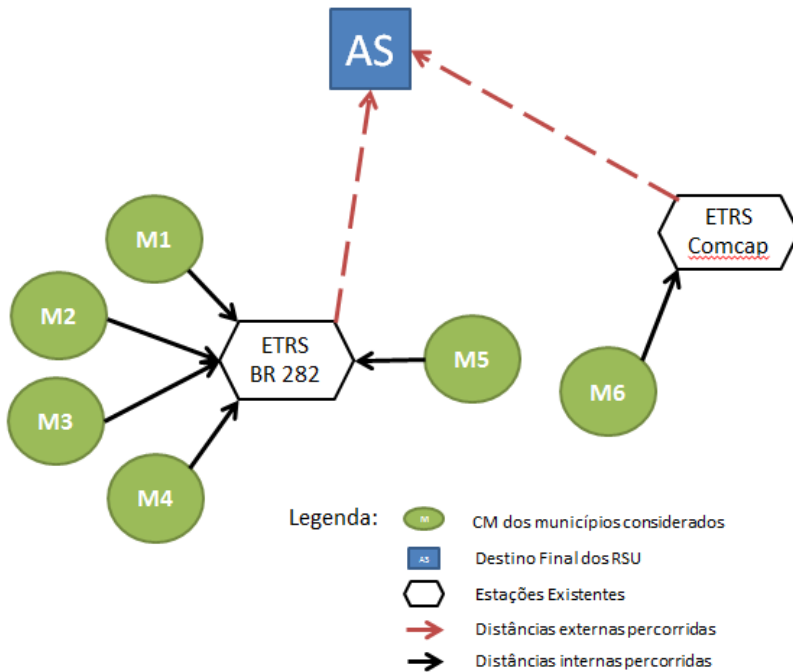 AS
ETRS
Comcap
M1
M2
ETRS
BR 282
M5
M3
M6
M4
Legenda:
M
CM dos municípios considerados
AS
Destino Final dos RSU
Estações Existentes
Distâncias externas percorridas
Distâncias internas percorridas